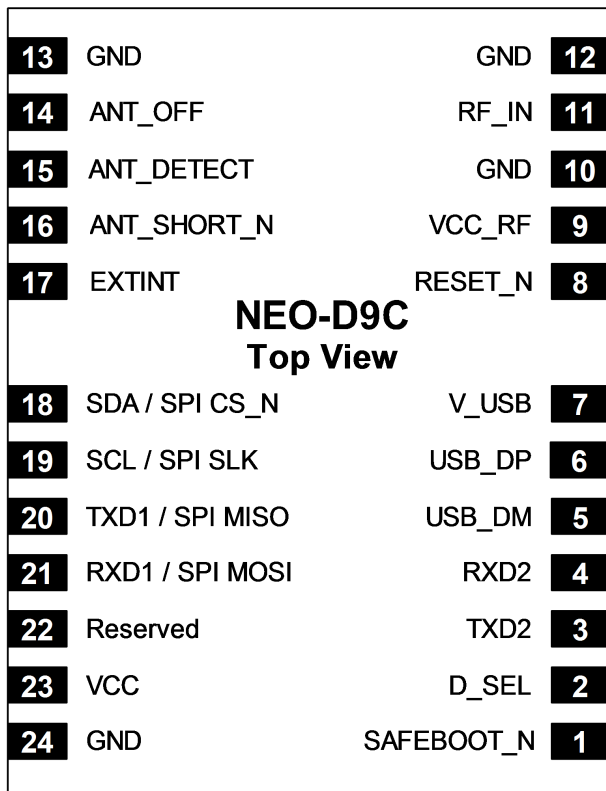 13 GND GND 12
14 ANT_OFF RF_IN 11
15 ANT_DETECT GND 10
16 ANT_SHORT_N VCC_RF 9
17 EXTINT RESET_N 8
NEO-D9C
Top View
18 SDA / SPI CS_N V_USB 7
19 SCL / SPI SLK USB_DP 6
20 TXD1 / SPI MISO USB_DM 5
21 RXD1 / SPI MOSI RXD2 4
22 Reserved TXD2 3
23 VCC D_SEL 2
24 GND SAFEBOOT_N 1